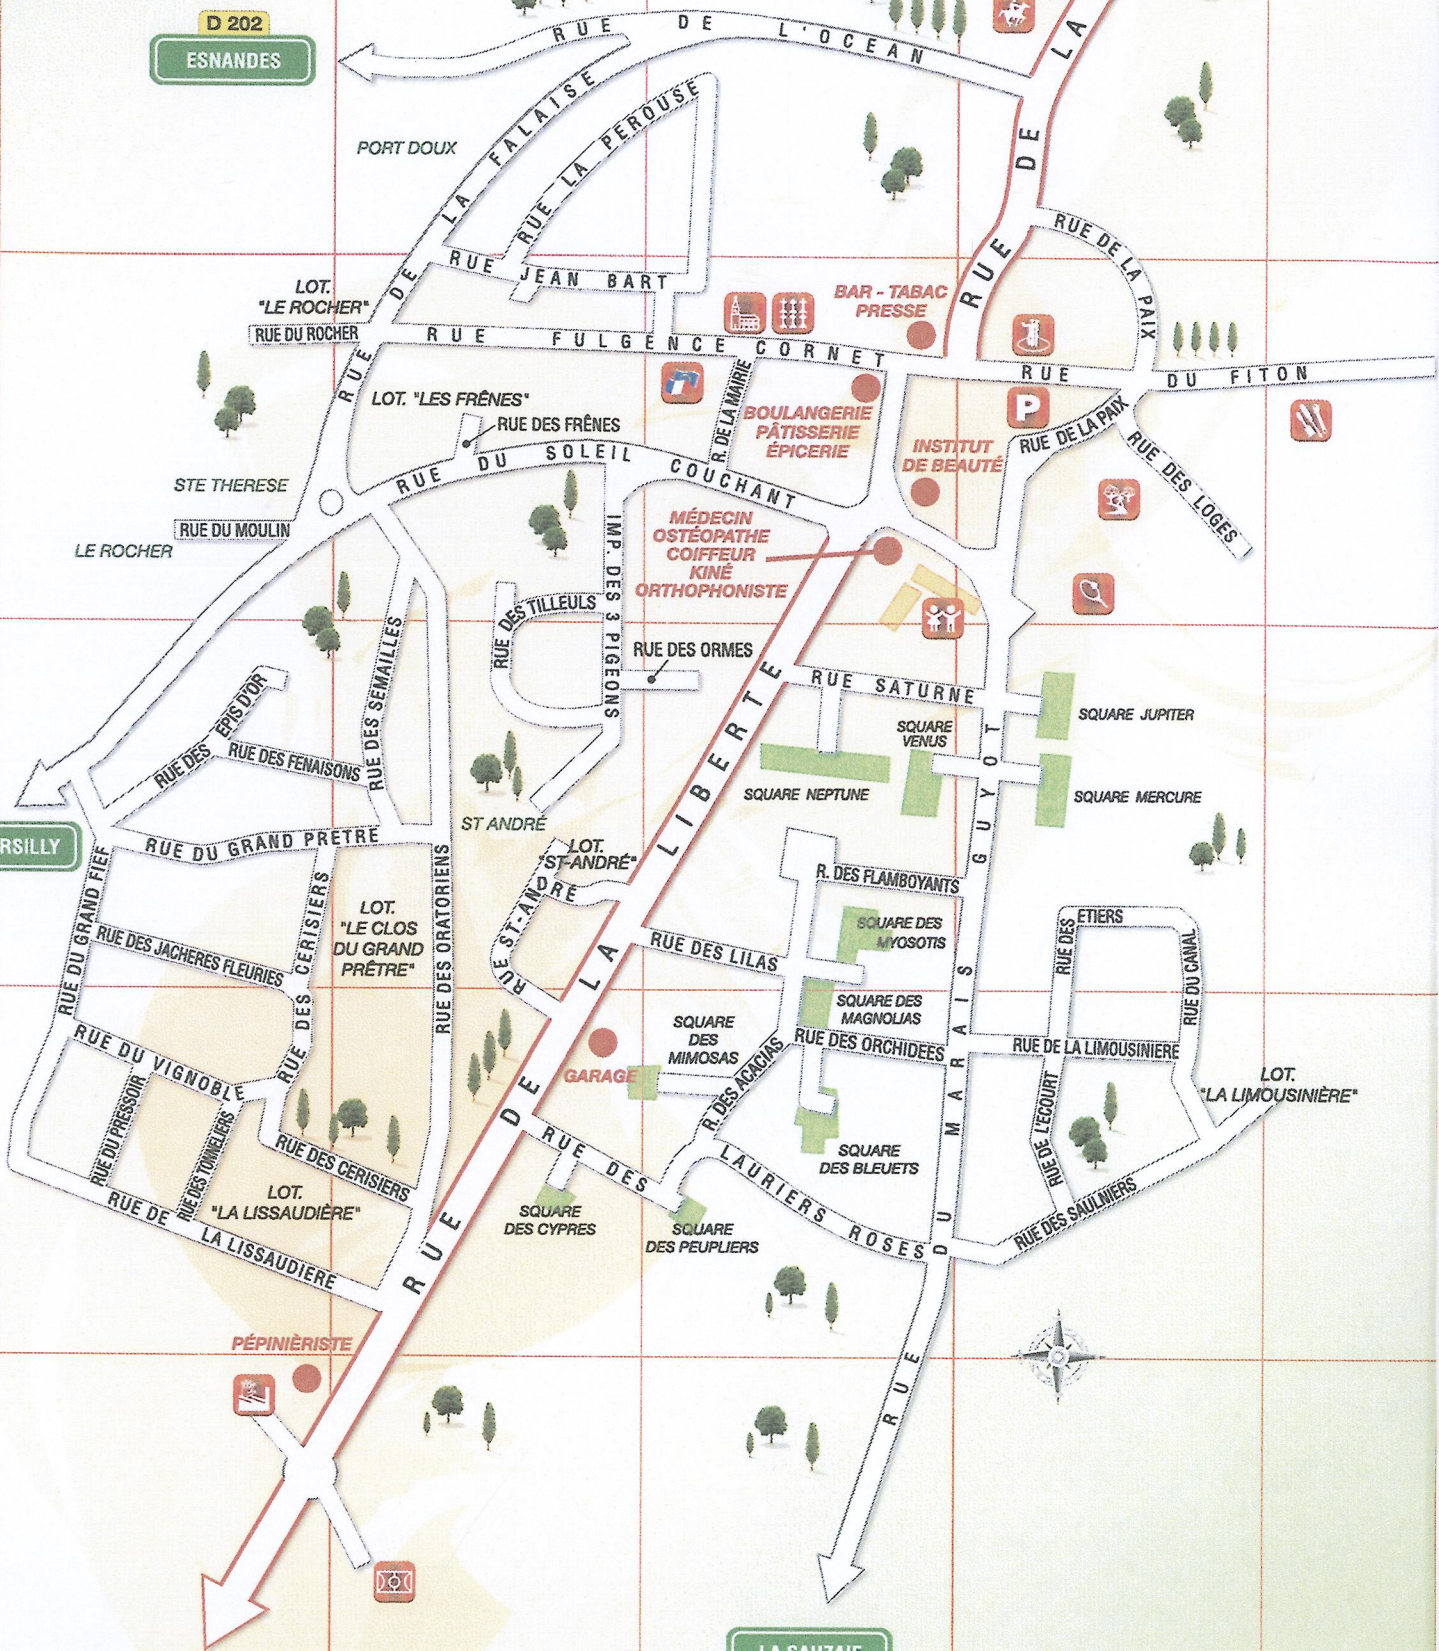 D 202
ESNANDES
RUE DE L'OCEAN
RUE DE LA
PORT DOUX
RUE DE LA FALAISE
RUE LA PEROUSE
RUE JEAN BART
RUE DE LA PAIX
LOT.
"LE ROCHER"
RUE DU ROCHER
BAR - TABAC
PRESSE
RUE FULGENCE CORNET
RUE DU FITON
P
LOT. "LES FRÊNES"
RUE DES FRÊNES
R. DE LA MAIRIE
BOULANGERIE
PÂTISSERIE
ÉPICERIE
INSTITUT
DE BEAUTÉ
RUE DE LA PAIX
RUE DES LOGES
RUE DU SOLEIL COUCHANT
STE THERESE
RUE DU MOULIN
LE ROCHER
MÉDECIN
OSTÉOPATHE
COIFFEUR
KINÉ
ORTHOPHONISTE
IMP. DES 3 PIGEONS
RUE DES TILLEULS
RUE DES ORMES
RUE DES SEMAILLES
RUE DES EPIS D'OR
RUE DES FENAISONS
RUE SATURNE
SQUARE JUPITER
SQUARE
VENUS
SQUARE NEPTUNE
SQUARE MERCURE
ST ANDRÉ
RSILLY
RUE DU GRAND PRETRE
LOT.
"ST-ANDRÉ"
RUE ST-ANDRÉ
R. DES FLAMBOYANTS
RUE DU GRAND FIEF
RUE DES CERISIERS
LOT.
"LE CLOS
DU GRAND
PRÊTRE"
RUE DES ORATORIENS
RUE DES JACHERES FLEURIES
RUE DES LILAS
SQUARE DES
MYOSOTIS
RUE DES ETIERS
RUE DU CANAL
SQUARE DES
MAGNOLIAS
SQUARE
DES
MIMOSAS
RUE DES ORCHIDEES
RUE DE LA LIMOUSINIERE
RUE DU VIGNOBLE
GARAGE
R. DES ACACIAS
LOT.
"LA LIMOUSINIÈRE"
RUE DU PRESSOIR
RUE DES TONNELIERS
RUE DES CERISIERS
RUE DE L'ECOURT
SQUARE
DES BLEUETS
RUE DES LAURIERS ROSES
LOT.
"LA LISSAUDIÈRE"
RUE DE LA LISSAUDIERE
SQUARE
DES CYPRES
SQUARE
DES PEUPLIERS
RUE DES SAULNIERS
RUE DE LA LIBERTE
RUE DU MARAIS GUYOT
PÉPINIÈRISTE
LA SAUZAIE